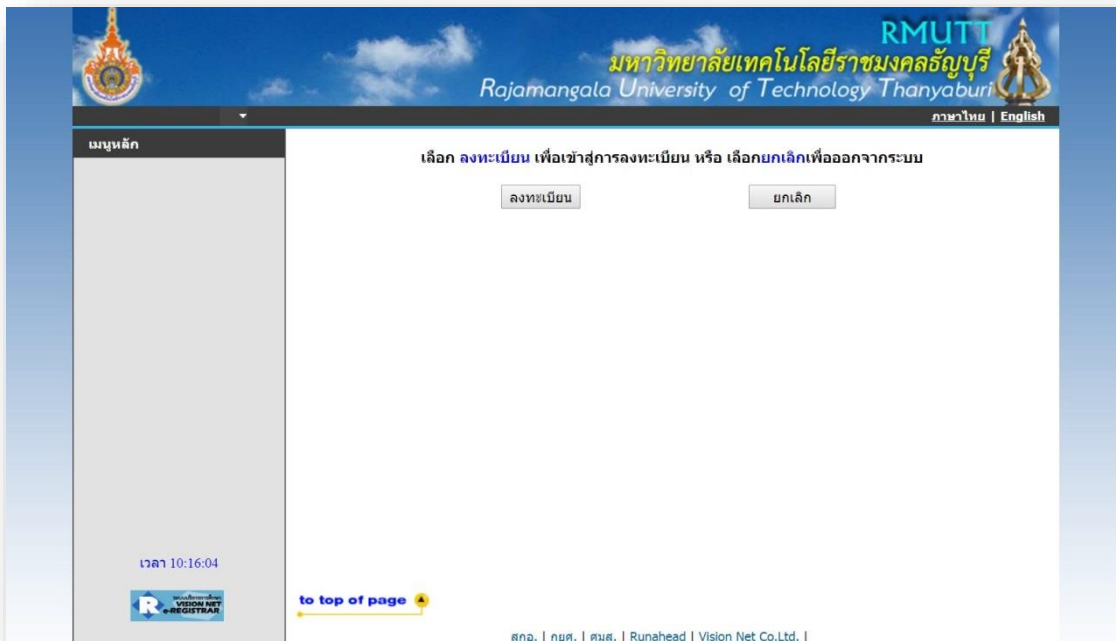 RMUTT
มหาวิทยาลัยเทคโนโลยีราชมงคลธัญบุรี
Rajamangala University of Technology Thanyaburi
ภาษาไทย | English
เมนูหลัก
เลือก ลงทะเบียน เพื่อเข้าสู่การลงทะเบียน หรือ เลือกยกเลิกเพื่อออกจากระบบ
ลงทะเบียน ยกเลิก
เวลา 10:16:04
VISION NET
e-REGISTRAR
to top of page
สกอ. | กยศ. | ศมส. | Runahead | Vision Net Co.Ltd. |